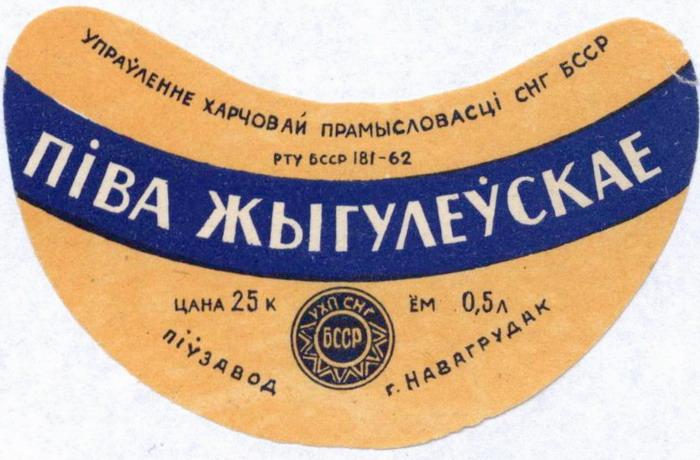 УПРАЎЛЕННЕ ХАРЧОВАЙ ПРАМЫСЛОВАСЦІ СНГ БССР
РТУ БССР 181-62
ПІВА ЖЫГУЛЕЎСКАЕ
ЦАНА 25 К ЁМ 0,5 Л
УХП СНГ
БССР
ПІЎЗАВОД г. НАВАГРУДАК